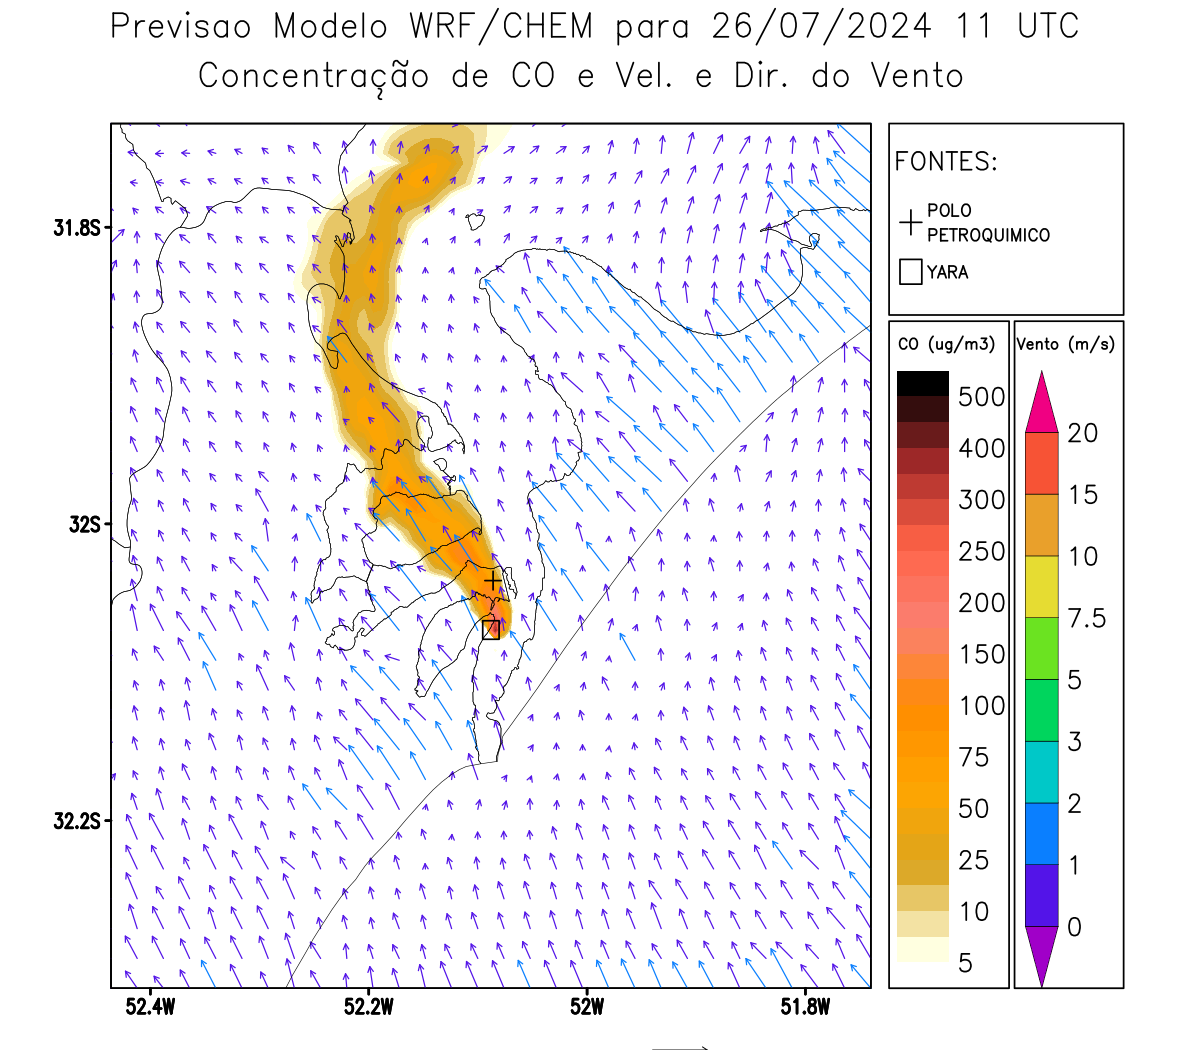 Previsao Modelo WRF/CHEM para 26/07/2024 11 UTC
Concentração de CO e Vel. e Dir. do Vento
FONTES:
POLO
PETROQUIMICO
YARA
CO (ug/m3)
500
400
300
250
200
150
100
75
50
25
10
5
Vento (m/s)
20
15
10
7.5
5
3
2
1
0
31.8S
32S
32.2S
52.4W
52.2W
52W
51.8W